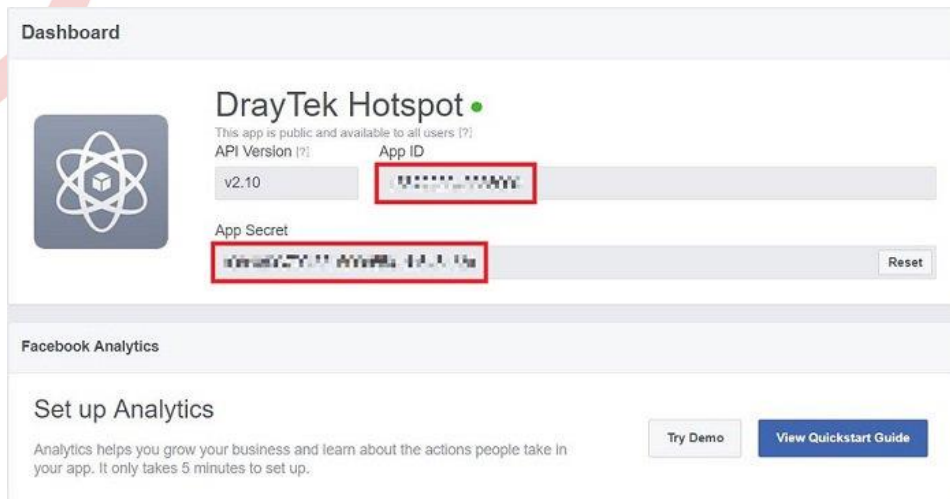 Dashboard
DrayTek Hotspot
This app is public and available to all users [?]
API Version [?]
App ID
v2.10
App Secret
Reset
Facebook Analytics
Set up Analytics
Analytics helps you grow your business and learn about the actions people take in
your app. It only takes 5 minutes to set up.
Try Demo
View Quickstart Guide